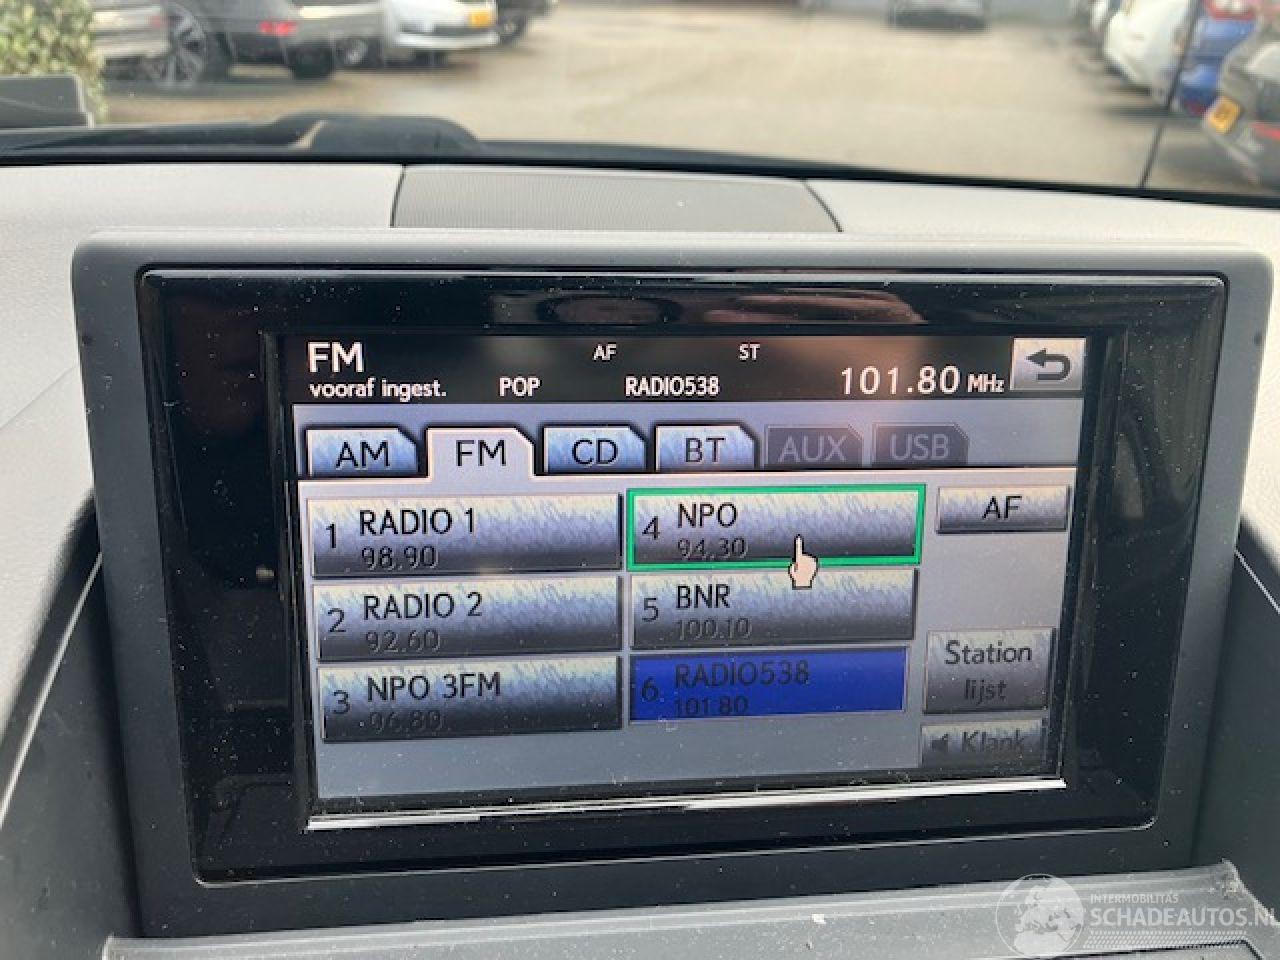 FM AF ST
vooraf ingest. POP RADIO538 101.80 MHz
AM FM CD BT AUX USB
1 RADIO 1
98.90
4 NPO
94.30
AF
2 RADIO 2
92.60
5 BNR
100.10
3 NPO 3FM
96.80
6 RADIO538
101.80
Station
lijst
Klank
INTERMOBILITAS
SCHADEAUTOS.NL